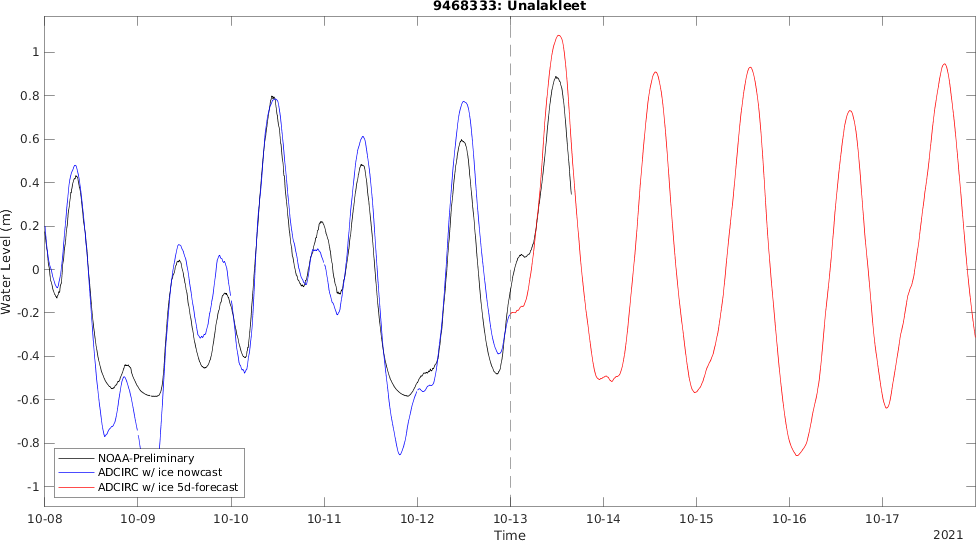 9468333: Unalakleet
Water Level (m)
1
0.8
0.6
0.4
0.2
0
-0.2
-0.4
-0.6
-0.8
-1
NOAA-Preliminary
ADCIRC w/ ice nowcast
ADCIRC w/ ice 5d-forecast
10-08 10-09 10-10 10-11 10-12 10-13 10-14 10-15 10-16 10-17
Time 2021